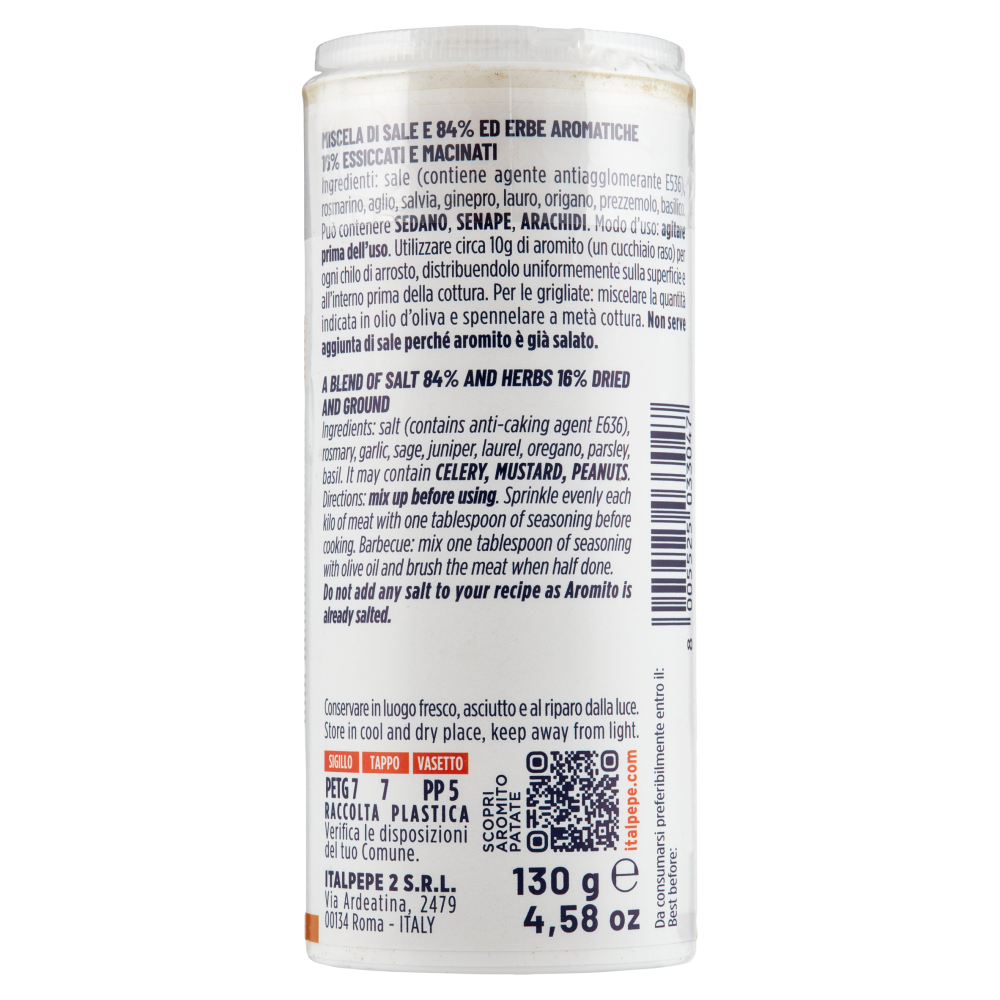 MISCELA DI SALE E 84% ED ERBE AROMATICHE
16% ESSICCATI E MACINATI
Ingredienti: sale (contiene agente antiagglomerante E536),
rosmarino, aglio, salvia, ginepro, lauro, origano, prezzemolo, basilico.
Può contenere SEDANO, SENAPE, ARACHIDI. Modo d'uso: agitare
prima dell'uso. Utilizzare circa 10g di aromito (un cucchiaio raso) per
ogni chilo di arrosto, distribuendolo uniformemente sulla superficie e
all'interno prima della cottura. Per le grigliate: miscelare la quantità
indicata in olio d'oliva e spennelare a metà cottura. Non serve
aggiunta di sale perché aromito è già salato.
A BLEND OF SALT 84% AND HERBS 16% DRIED
AND GROUND
Ingredients: salt (contains anti-caking agent E636),
rosmary, garlic, sage, juniper, laurel, oregano, parsley,
basil. It may contain CELERY, MUSTARD, PEANUTS.
Directions: mix up before using. Sprinkle evenly each
kilo of meat with one tablespoon of seasoning before
cooking. Barbecue: mix one tablespoon of seasoning
with olive oil and brush the meat when half done.
Do not add any salt to your recipe as Aromito is
already salted.
8 005525 033047
Conservare in luogo fresco, asciutto e al riparo dalla luce.
Store in cool and dry place, keep away from light.
SIGILLO TAPPO VASETTO
PETG 7 7 PP 5
RACCOLTA PLASTICA
Verifica le disposizioni
del tuo Comune.
ITALPEPE 2 S.R.L.
Via Ardeatina, 2479
00134 Roma - ITALY
SCOPRI
AROMITO
PATATE
italpepe.com
130 g e
4,58 oz
Da consumarsi preferibilmente entro il:
Best before: